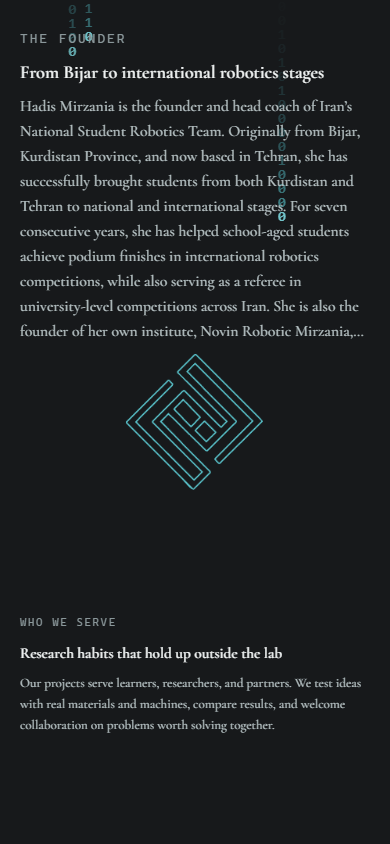 THE FOUNDER
From Bijar to international robotics stages
Hadis Mirzania is the founder and head coach of Iran’s
National Student Robotics Team. Originally from Bijar,
Kurdistan Province, and now based in Tehran, she has
successfully brought students from both Kurdistan and
Tehran to national and international stages. For seven
consecutive years, she has helped school-aged students
achieve podium finishes in international robotics
competitions, while also serving as a referee in
university-level competitions across Iran. She is also the
founder of her own institute, Novin Robotic Mirzania,...
WHO WE SERVE
Research habits that hold up outside the lab
Our projects serve learners, researchers, and partners. We test ideas
with real materials and machines, compare results, and welcome
collaboration on problems worth solving together.